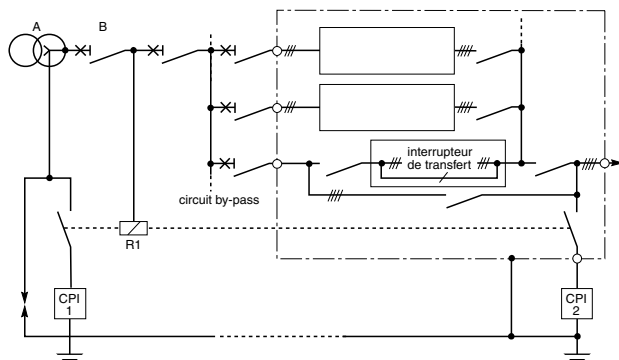 A
B
interrupteur
de transfert
circuit by-pass
R1
CPI
1
CPI
2